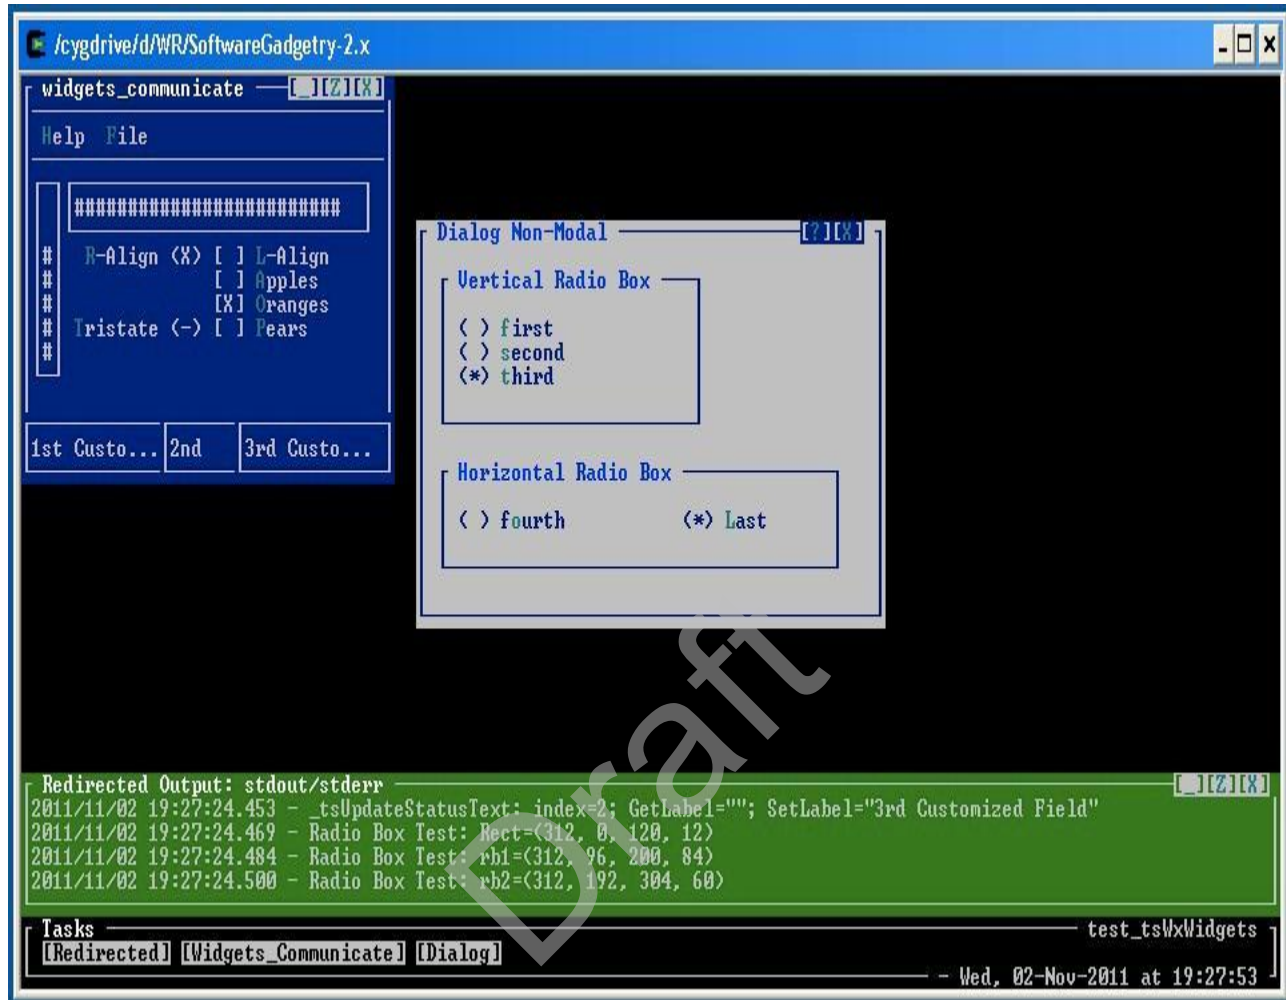 /cygdrive/d/WR/SoftwareGadgetry-2.x
widgets_communicate [_][Z][X]
Help File
########################
#
#
#
#
#
R-Align (X) [ ] L-Align
[ ] Apples
[X] Oranges
Tristate (-) [ ] Pears
1st Custo... 2nd 3rd Custo...
Dialog Non-Modal [?][X]
Vertical Radio Box
( ) first
( ) second
(*) third
Horizontal Radio Box
( ) fourth (*) Last
Redirected Output: stdout/stderr [_][Z][X]
2011/11/02 19:27:24.453 - _tsUpdateStatusText: index=2; GetLabel=""; SetLabel="3rd Customized Field"
2011/11/02 19:27:24.469 - Radio Box Test: Rect=(312, 0, 120, 12)
2011/11/02 19:27:24.484 - Radio Box Test: rb1=(312, 96, 200, 84)
2011/11/02 19:27:24.500 - Radio Box Test: rb2=(312, 192, 304, 60)
Tasks test_tsWxWidgets
[Redirected] [Widgets_Communicate] [Dialog]
- Wed, 02-Nov-2011 at 19:27:53
Draft